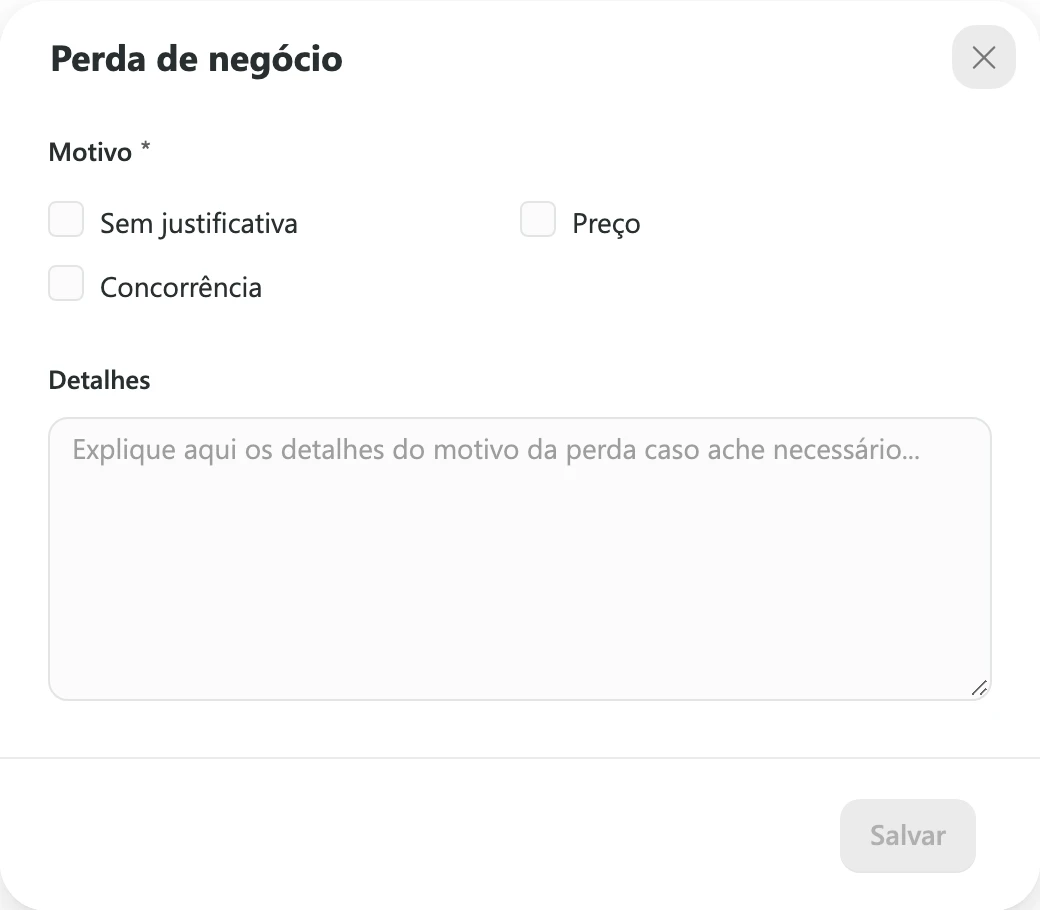 Perda de negócio
Motivo *
Sem justificativa
Preço
Concorrência
Detalhes
Explique aqui os detalhes do motivo da perda caso ache necessário...
Salvar